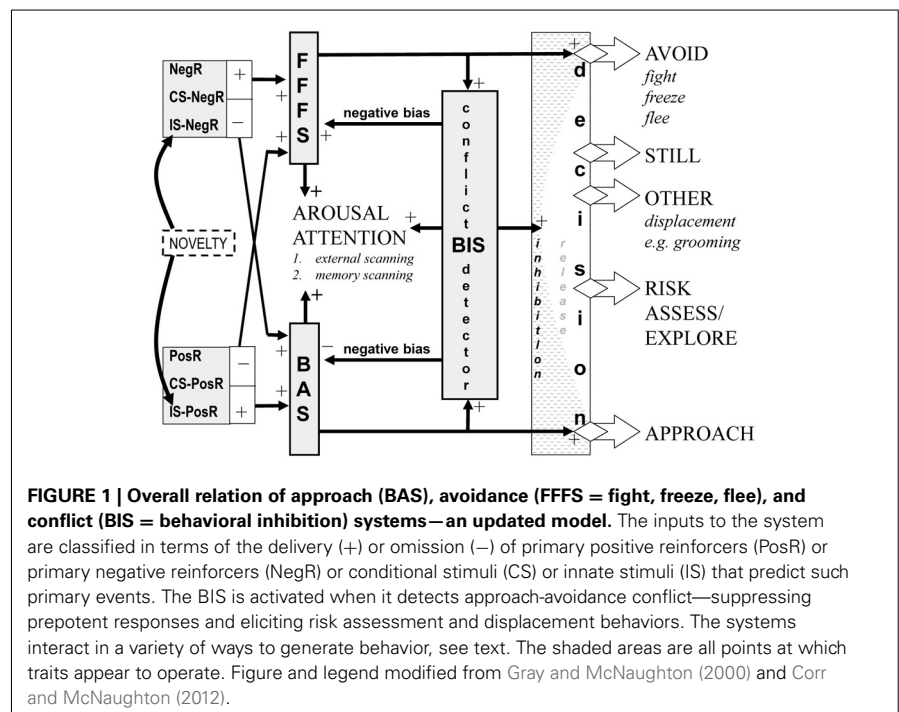 NegR
CS-NegR
IS-NegR
+
−
NOVELTY
PosR
CS-PosR
IS-PosR
−
+
FFFS
+
+
+
+
AROUSAL
ATTENTION
1. external scanning
2. memory scanning
+
+
BAS
+
−
+
negative bias
negative bias
conflict
BIS
detector
+
+
+
inhibition
release
+
decision
+
+
AVOID
fight
freeze
flee
STILL
OTHER
displacement
e.g. grooming
RISK
ASSESS/
EXPLORE
APPROACH
FIGURE 1 | Overall relation of approach (BAS), avoidance (FFFS = fight, freeze, flee), and
conflict (BIS = behavioral inhibition) systems—an updated model. The inputs to the system
are classified in terms of the delivery (+) or omission (−) of primary positive reinforcers (PosR) or
primary negative reinforcers (NegR) or conditional stimuli (CS) or innate stimuli (IS) that predict such
primary events. The BIS is activated when it detects approach-avoidance conflict—suppressing
prepotent responses and eliciting risk assessment and displacement behaviors. The systems
interact in a variety of ways to generate behavior, see text. The shaded areas are all points at which
traits appear to operate. Figure and legend modified from Gray and McNaughton (2000) and Corr
and McNaughton (2012).